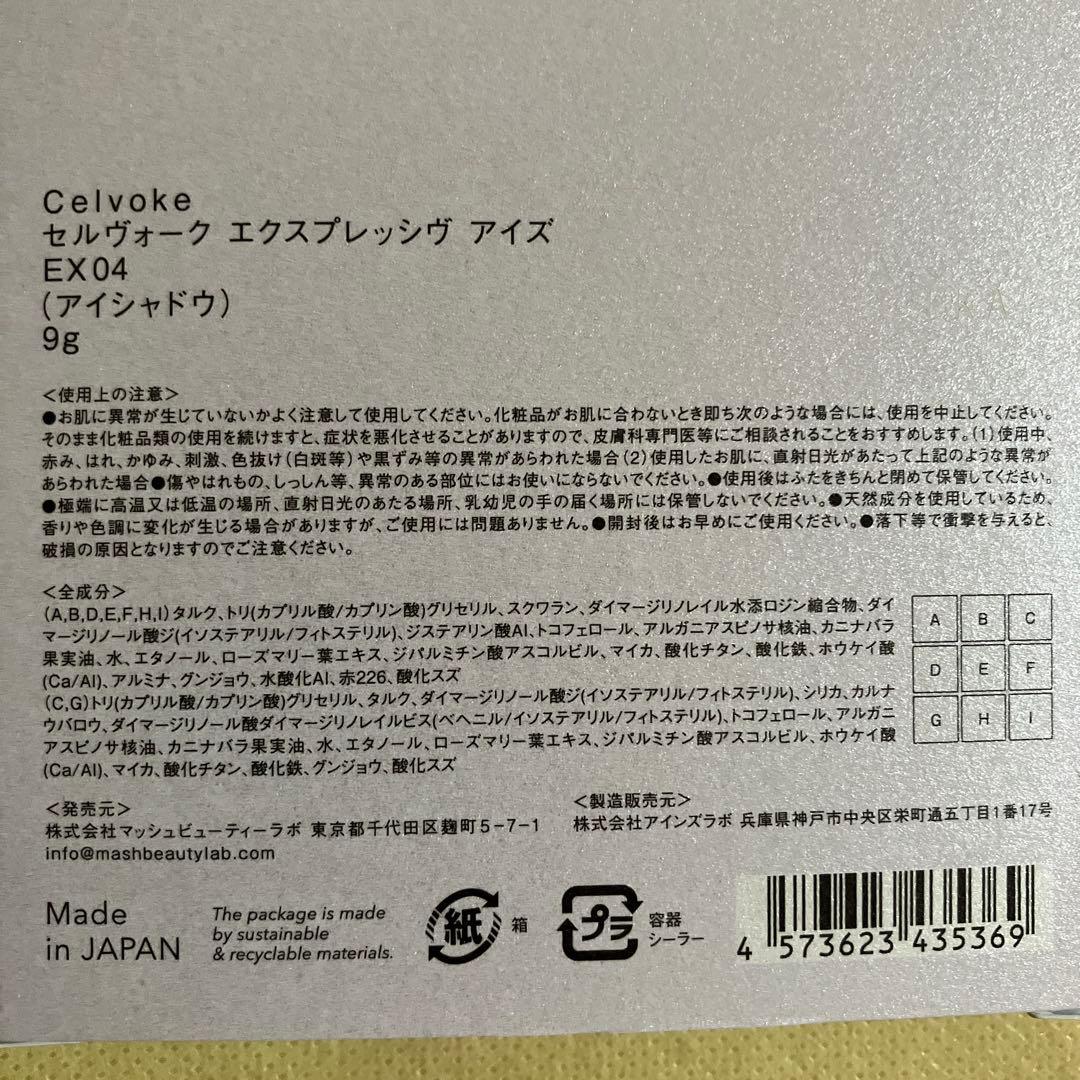 Celvoke
セルヴォーク エクスプレッシヴ アイズ
EX04
(アイシャドウ)
9g
＜使用上の注意＞
●お肌に異常が生じていないかよく注意して使用してください。化粧品がお肌に合わないとき即ち次のような場合には、使用を中止してください。
そのまま化粧品類の使用を続けますと、症状を悪化させることがありますので、皮膚科専門医等にご相談されることをおすすめします。(1)使用中、
赤み、はれ、かゆみ、刺激、色抜け(白斑等)や黒ずみ等の異常があらわれた場合(2)使用したお肌に、直射日光があたって上記のような異常が
あらわれた場合●傷やはれもの、しっしん等、異常のある部位にはお使いにならないでください。●使用後はふたをきちんと閉めて保管してください。
●極端に高温又は低温の場所、直射日光のあたる場所、乳幼児の手の届く場所には保管しないでください。●天然成分を使用しているため、
香りや色調に変化が生じる場合がありますが、ご使用には問題ありません。●開封後はお早めにご使用ください。●落下等で衝撃を与えると、
破損の原因となりますのでご注意ください。
＜全成分＞
(A,B,D,E,F,H,I)タルク、トリ(カプリル酸/カプリン酸)グリセリル、スクワラン、ダイマージリノレイル水添ロジン縮合物、ダイ
マージリノール酸ジ(イソステアリル/フィトステリル)、ジステアリン酸Al、トコフェロール、アルガニアスピノサ核油、カニナバラ
果実油、水、エタノール、ローズマリー葉エキス、ジパルミチン酸アスコルビル、マイカ、酸化チタン、酸化鉄、ホウケイ酸
(Ca/Al)、アルミナ、グンジョウ、水酸化Al、赤226、酸化スズ
(C,G)トリ(カプリル酸/カプリン酸)グリセリル、タルク、ダイマージリノール酸ジ(イソステアリル/フィトステリル)、シリカ、カルナ
ウバロウ、ダイマージリノール酸ダイマージリノレイルビス(ベヘニル/イソステアリル/フィトステリル)、トコフェロール、アルガニ
アスピノサ核油、カニナバラ果実油、水、エタノール、ローズマリー葉エキス、ジパルミチン酸アスコルビル、ホウケイ酸
(Ca/Al)、マイカ、酸化チタン、酸化鉄、グンジョウ、酸化スズ
A B C
D E F
G H I
＜発売元＞
株式会社マッシュビューティーラボ 東京都千代田区麹町5-7-1
info@mashbeautylab.com
＜製造販売元＞
株式会社アインズラボ 兵庫県神戸市中央区栄町通五丁目1番17号
Made
in JAPAN
The package is made
by sustainable
& recyclable materials.
紙
箱
プラ
容器
シーラー
4 573623 435369